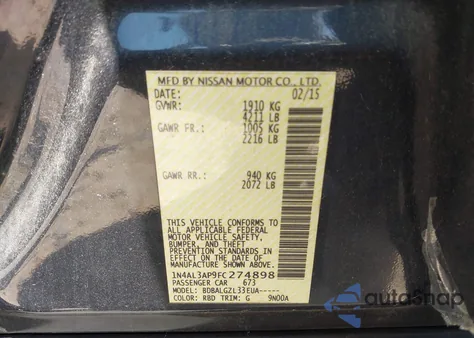 MFD BY NISSAN MOTOR CO., LTD.
DATE: 02/15
GVWR: 1910 KG
4211 LB
GAWR FR.: 1005 KG
2216 LB
GAWR RR.: 940 KG
2072 LB
THIS VEHICLE CONFORMS TO
ALL APPLICABLE FEDERAL
MOTOR VEHICLE SAFETY,
BUMPER, AND THEFT
PREVENTION STANDARDS
IN EFFECT ON THE DATE OF
MANUFACTURE SHOWN ABOVE.
1N4AL3AP9FC274898
PASSENGER CAR 673
MODEL: BDBALGZL33EUA-----
COLOR: RBD TRIM: G 9N00A
autoSnap